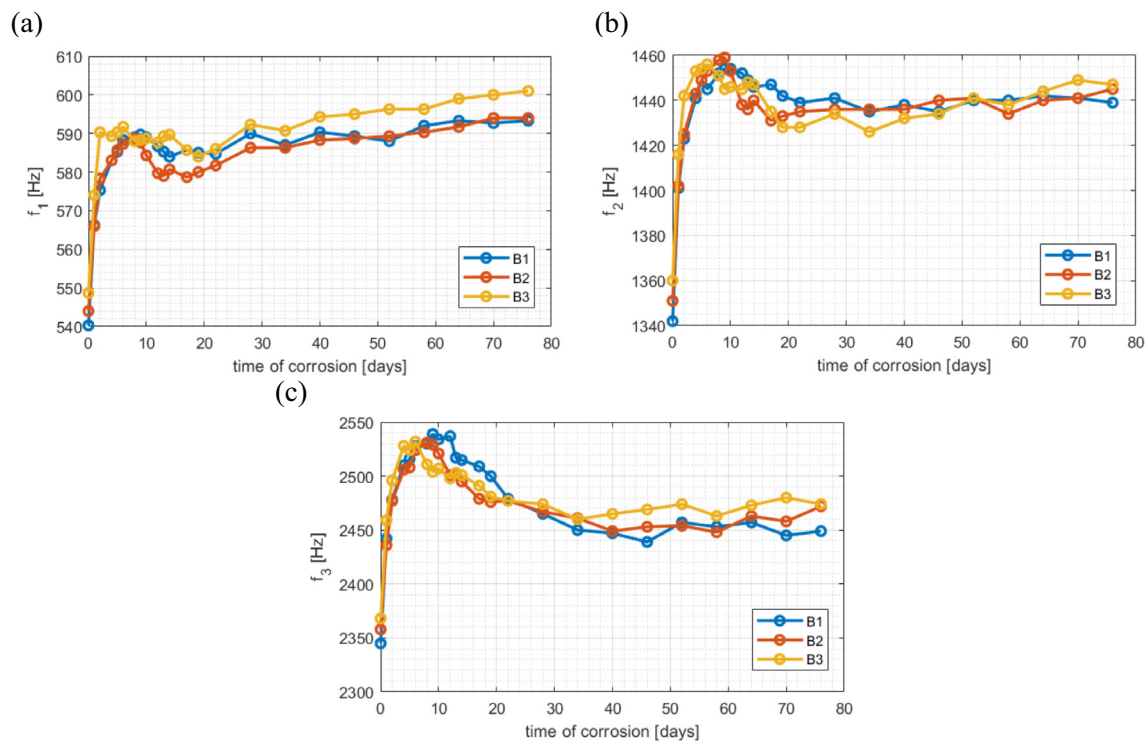 (a)
610
600
590
580
570
560
550
540
f_1 [Hz]
0 10 20 30 40 50 60 70 80
time of corrosion [days]
B1
B2
B3
(b)
1460
1440
1420
1400
1380
1360
1340
f_2 [Hz]
0 10 20 30 40 50 60 70 80
time of corrosion [days]
B1
B2
B3
(c)
2550
2500
2450
2400
2350
2300
f_3 [Hz]
0 10 20 30 40 50 60 70 80
time of corrosion [days]
B1
B2
B3